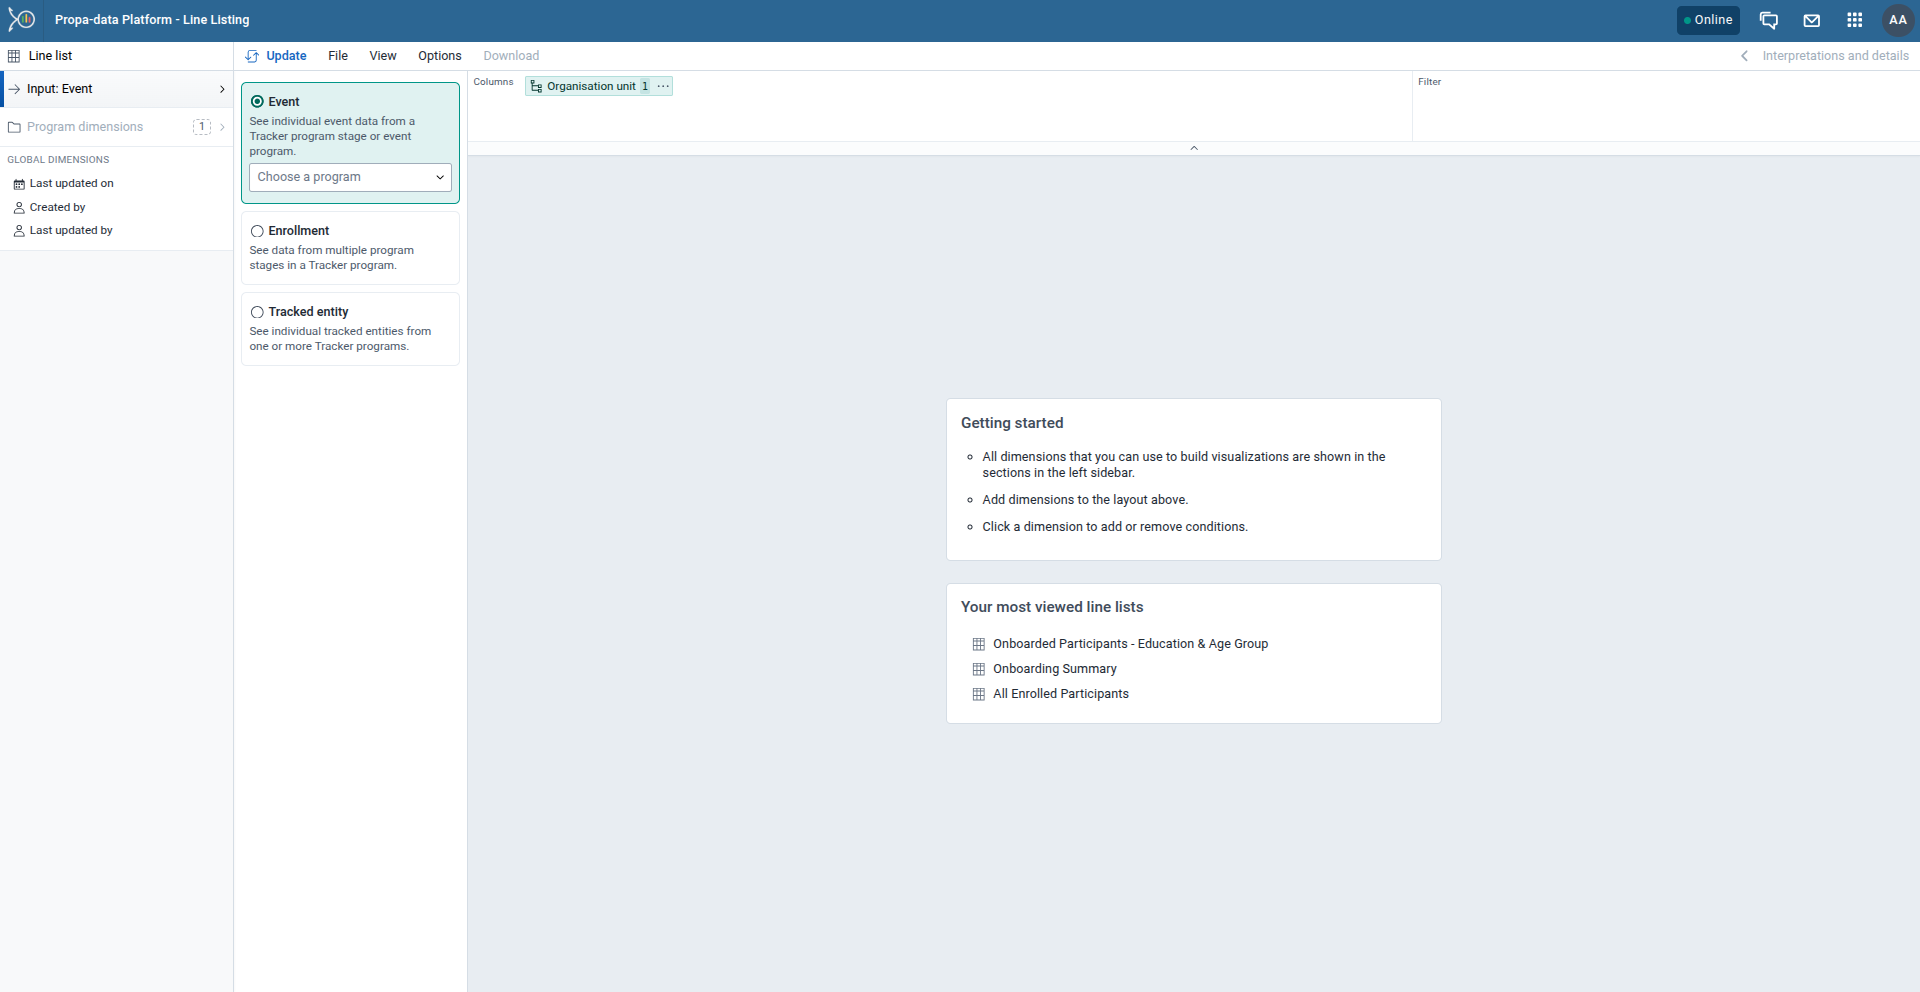 Propa-data Platform - Line Listing
Online
AA
Line list
Update
File
View
Options
Download
Interpretations and details
Input: Event
Program dimensions
1
GLOBAL DIMENSIONS
Last updated on
Created by
Last updated by
Event
See individual event data from a
Tracker program stage or event
program.
Choose a program
Enrollment
See data from multiple program
stages in a Tracker program.
Tracked entity
See individual tracked entities from
one or more Tracker programs.
Columns
Organisation unit 1
Filter
Getting started
All dimensions that you can use to build visualizations are shown in the
sections in the left sidebar.
Add dimensions to the layout above.
Click a dimension to add or remove conditions.
Your most viewed line lists
Onboarded Participants - Education & Age Group
Onboarding Summary
All Enrolled Participants